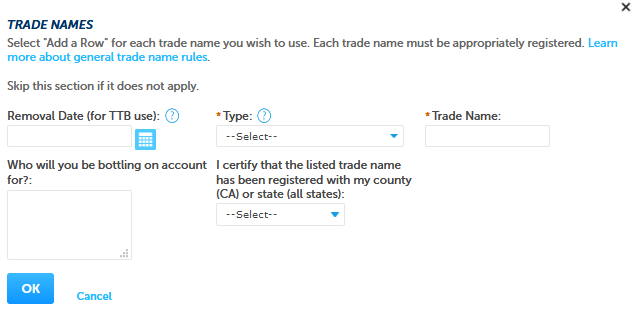 TRADE NAMES
Select "Add a Row" for each trade name you wish to use. Each trade name must be appropriately registered. Learn
more about general trade name rules.
Skip this section if it does not apply.
Removal Date (for TTB use): ?
* Type: ?
* Trade Name:
--Select--
Who will you be bottling on account
for?:
I certify that the listed trade name
has been registered with my county
(CA) or state (all states):
--Select--
OK
Cancel